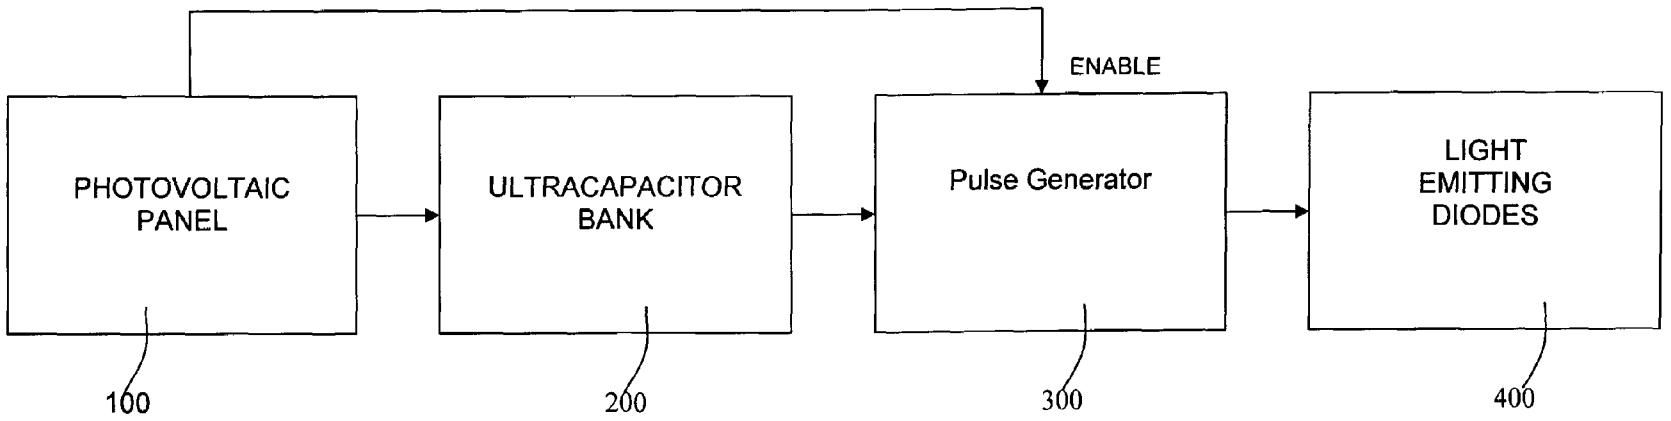 ENABLE
PHOTOVOLTAIC
PANEL
ULTRACAPACITOR
BANK
Pulse Generator
LIGHT
EMITTING
DIODES
100
200
300
400